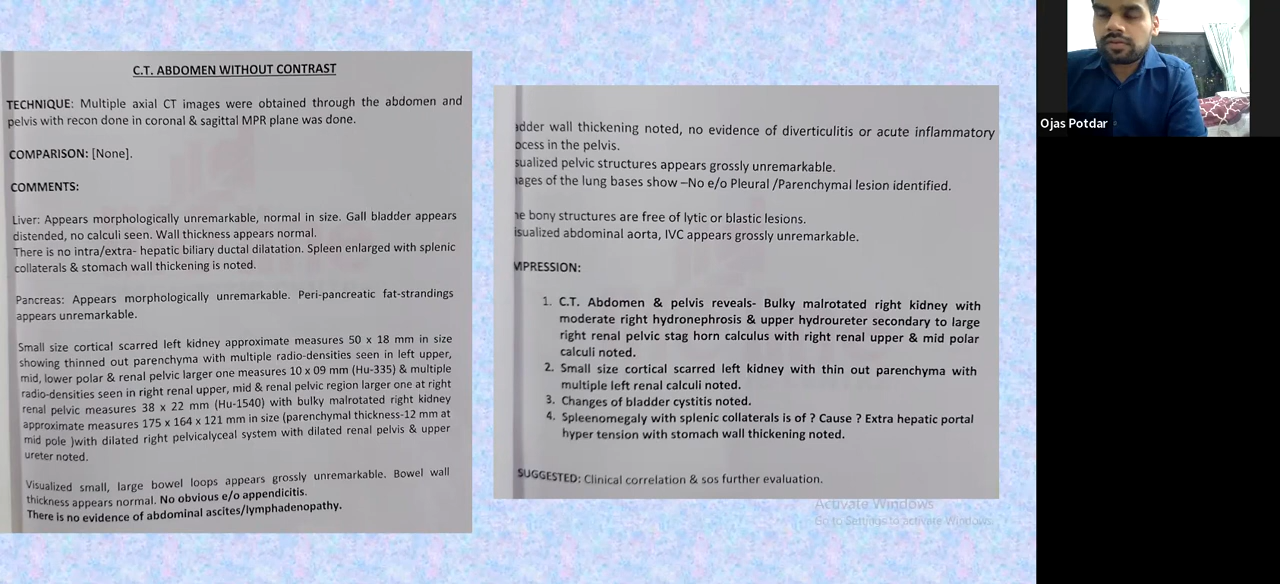 C.T. ABDOMEN WITHOUT CONTRAST
TECHNIQUE: Multiple axial CT images were obtained through the abdomen and
pelvis with recon done in coronal & sagittal MPR plane was done.
COMPARISON: [None].
COMMENTS:
Liver: Appears morphologically unremarkable, normal in size. Gall bladder appears
distended, no calculi seen. Wall thickness appears normal.
There is no intra/extra- hepatic biliary ductal dilatation. Spleen enlarged with splenic
collaterals & stomach wall thickening is noted.
Pancreas: Appears morphologically unremarkable. Peri-pancreatic fat-strandings
appears unremarkable.
Small size cortical scarred left kidney approximate measures 50 x 18 mm in size
showing thinned out parenchyma with multiple radio-densities seen in left upper,
mid, lower polar & renal pelvic larger one measures 10 x 09 mm (Hu-335) & multiple
radio-densities seen in right renal upper, mid & renal pelvic region larger one at right
renal pelvic measures 38 x 22 mm (Hu-1540) with bulky malrotated right kidney
approximate measures 175 x 164 x 121 mm in size (parenchymal thickness-12 mm at
mid pole )with dilated right pelvicalyceal system with dilated renal pelvis & upper
ureter noted.
Visualized small, large bowel loops appears grossly unremarkable. Bowel wall
thickness appears normal. No obvious e/o appendicitis.
There is no evidence of abdominal ascites/lymphadenopathy.
adder wall thickening noted, no evidence of diverticulitis or acute inflammatory
ocess in the pelvis.
sualized pelvic structures appears grossly unremarkable.
ages of the lung bases show –No e/o Pleural /Parenchymal lesion identified.
he bony structures are free of lytic or blastic lesions.
isualized abdominal aorta, IVC appears grossly unremarkable.
MPRESSION:
1. C.T. Abdomen & pelvis reveals- Bulky malrotated right kidney with
moderate right hydronephrosis & upper hydroureter secondary to large
right renal pelvic stag horn calculus with right renal upper & mid polar
calculi noted.
2. Small size cortical scarred left kidney with thin out parenchyma with
multiple left renal calculi noted.
3. Changes of bladder cystitis noted.
4. Spleenomegaly with splenic collaterals is of ? Cause ? Extra hepatic portal
hyper tension with stomach wall thickening noted.
SUGGESTED: Clinical correlation & sos further evaluation.
Activate Windows
Go to Settings to activate Windows.
Ojas Potdar